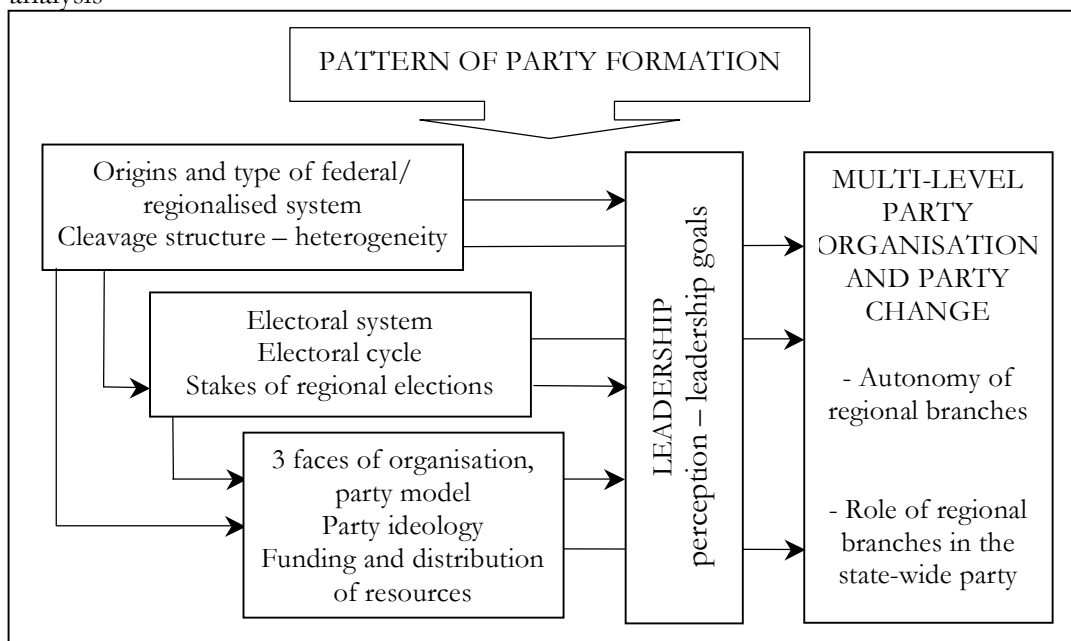 analysis
PATTERN OF PARTY FORMATION
Origins and type of federal/
regionalised system
Cleavage structure – heterogeneity
Electoral system
Electoral cycle
Stakes of regional elections
3 faces of organisation,
party model
Party ideology
Funding and distribution
of resources
LEADERSHIP
perception – leadership goals
MULTI-LEVEL
PARTY
ORGANISATION
AND PARTY
CHANGE
- Autonomy of
regional branches
- Role of regional
branches in the
state-wide party